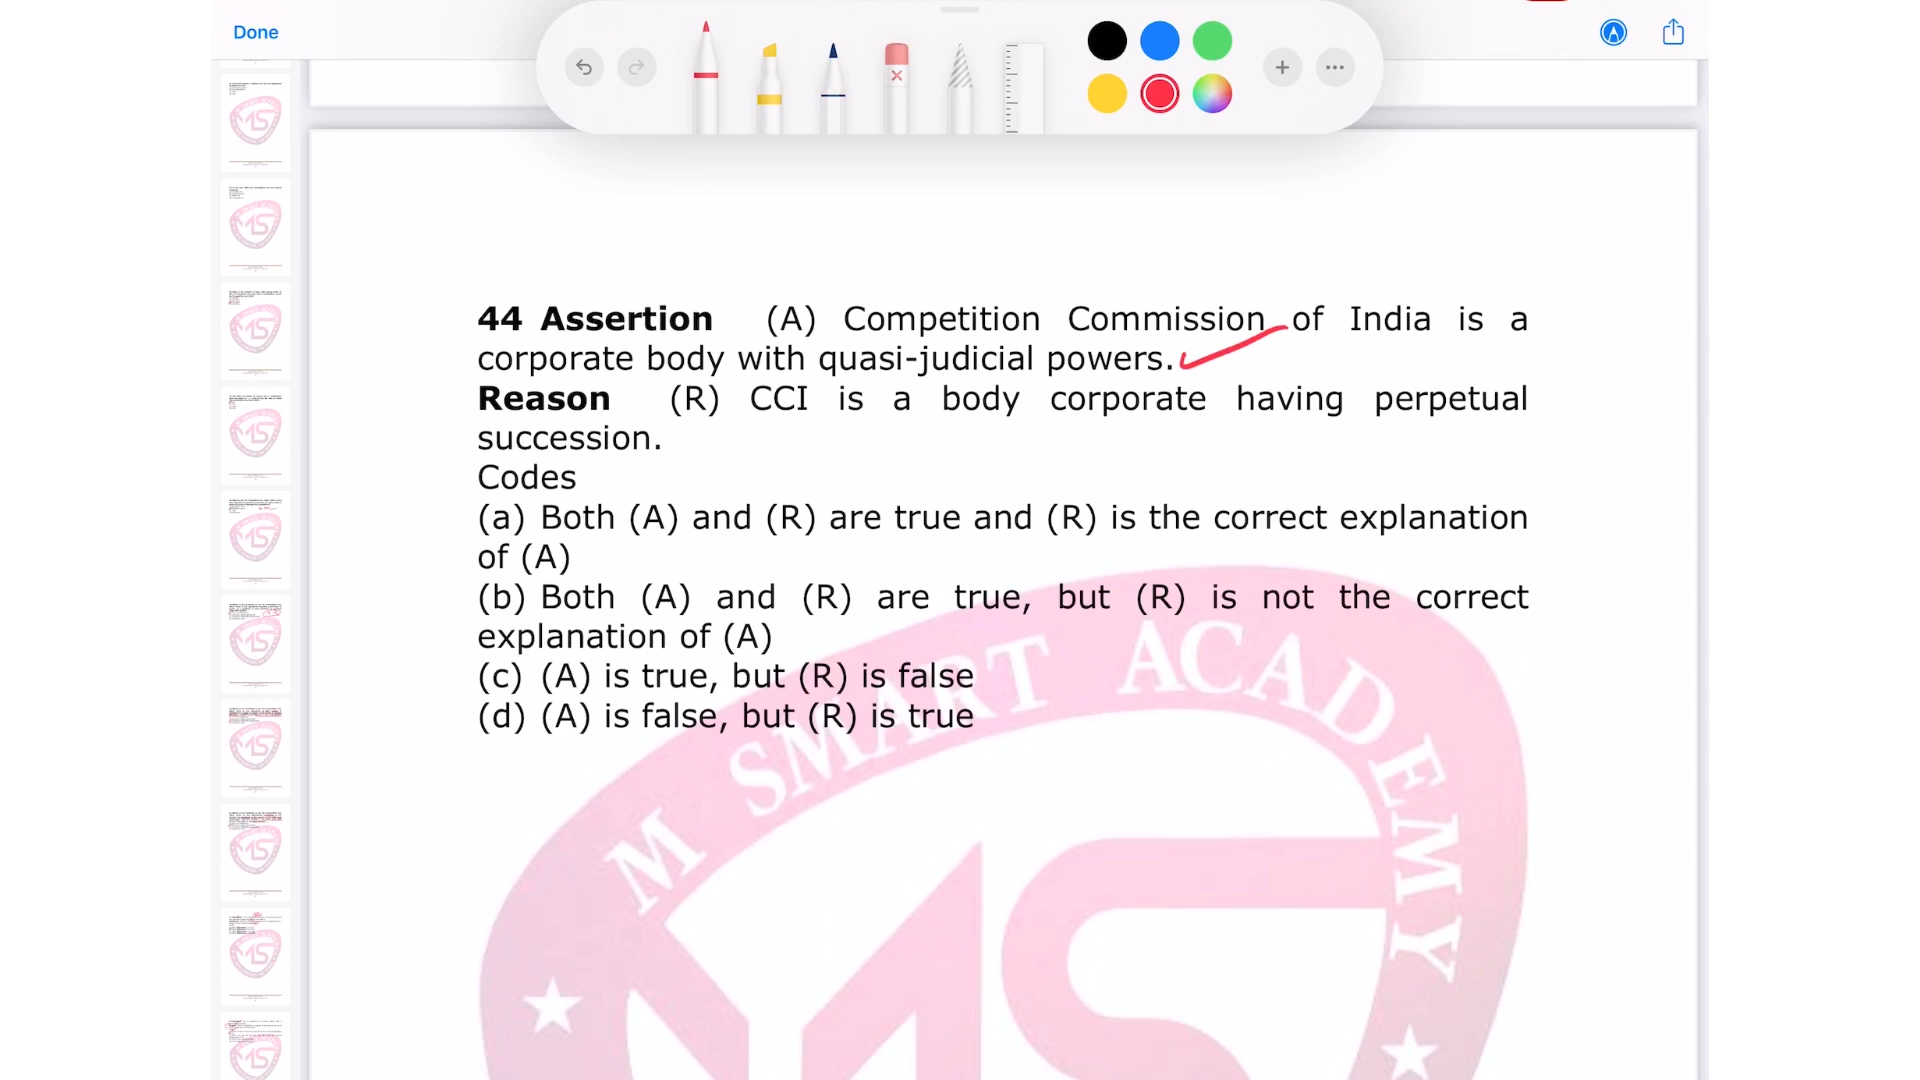 Done
44 Assertion (A) Competition Commission of India is a
corporate body with quasi-judicial powers.
Reason (R) CCI is a body corporate having perpetual
succession.
Codes
(a) Both (A) and (R) are true and (R) is the correct explanation
of (A)
(b) Both (A) and (R) are true, but (R) is not the correct
explanation of (A)
(c) (A) is true, but (R) is false
(d) (A) is false, but (R) is true
M SMART ACADEMY
MS